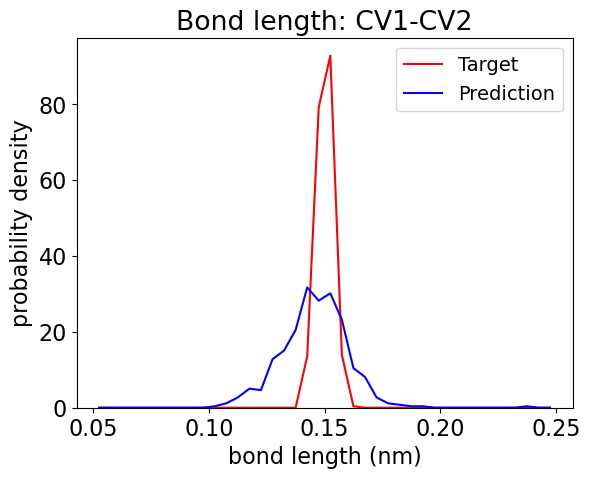 Bond length: CV1-CV2
Target
Prediction
probability density
80
60
40
20
0
0.05 0.10 0.15 0.20 0.25
bond length (nm)